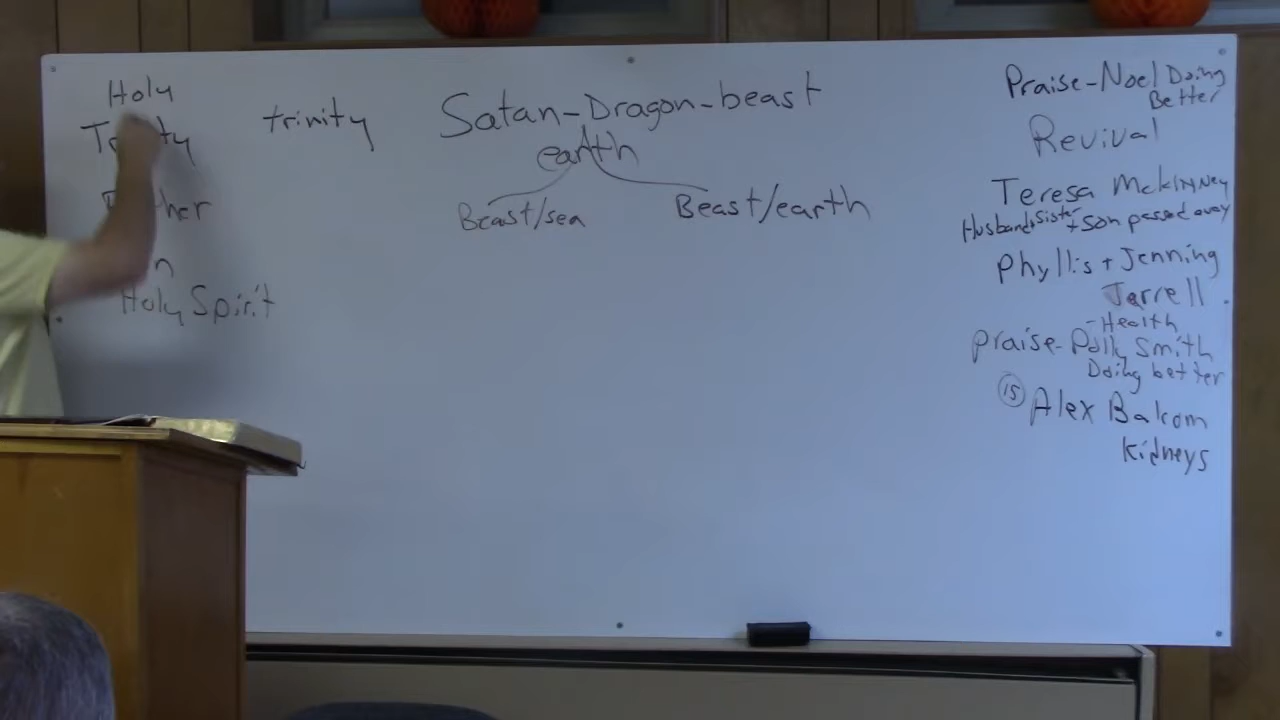 Holy
trinity
Holy Spirit
Satan-Dragon-beast
earth
Beast/sea
Beast/earth
Praise-Noel Doing
Better
Revival
Teresa McKinney
Husband+Sister + Son passed away
Phyllis + Jenning
Jerrell
-Health
praise-Polly Smith
Doing better
15 Alex Balcom
kidneys